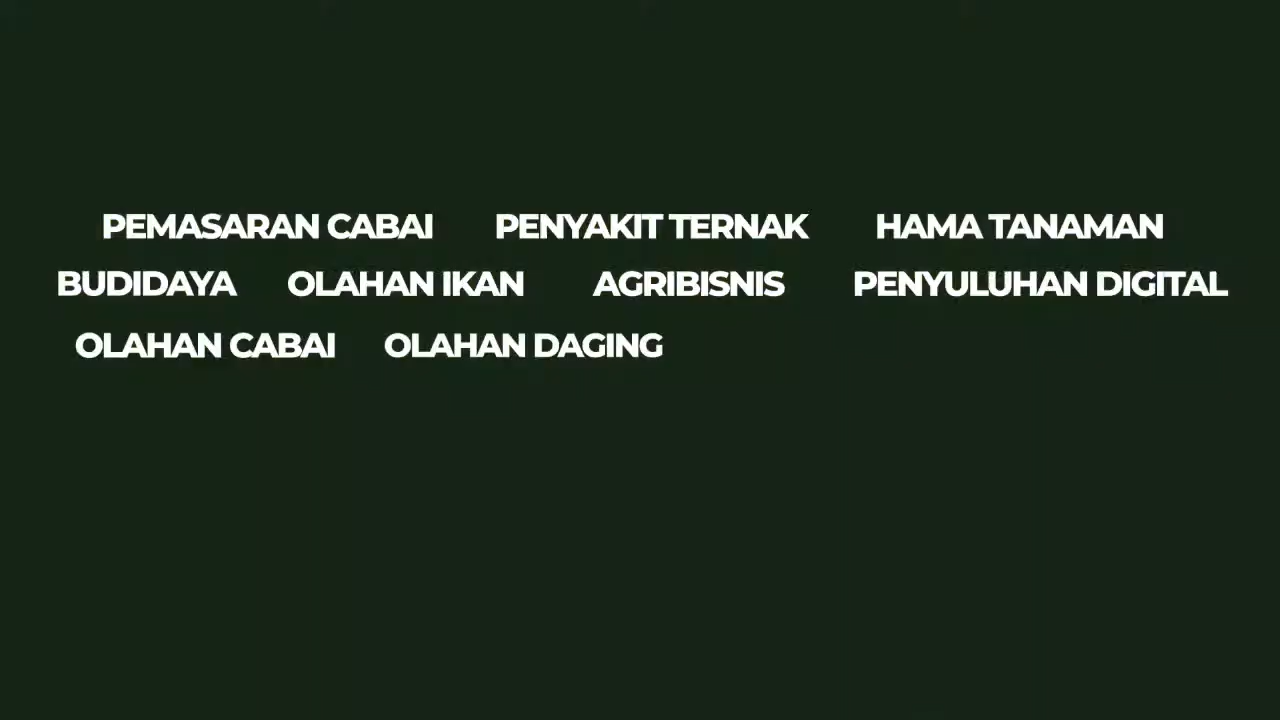 PEMASARAN CABAI PENYAKIT TERNAK HAMA TANAMAN
BUDIDAYA OLAHAN IKAN AGRIBISNIS PENYULUHAN DIGITAL
OLAHAN CABAI OLAHAN DAGING